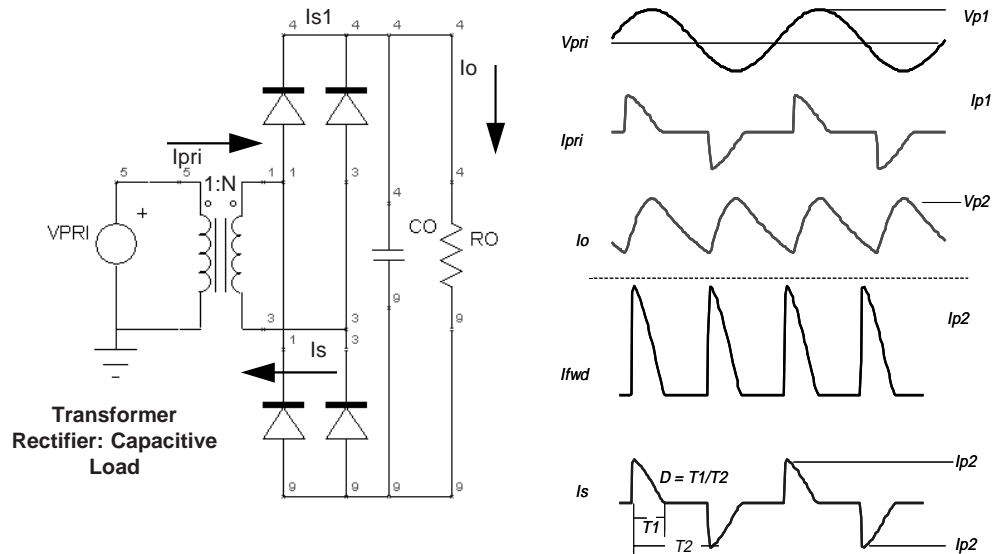 Is1
4 4 4 4
Io
Ipri
5 5 1:N 1 1 3 4 4
+
VPRI
CO
RO
9 9
3 3
1 3
Is
9 9 9 9
Transformer
Rectifier: Capacitive
Load
Vp1
Vpri
Ip1
Ipri
Vp2
Io
Ip2
Ifwd
Ip2
D = T1/T2
Is
T1
T2
Ip2